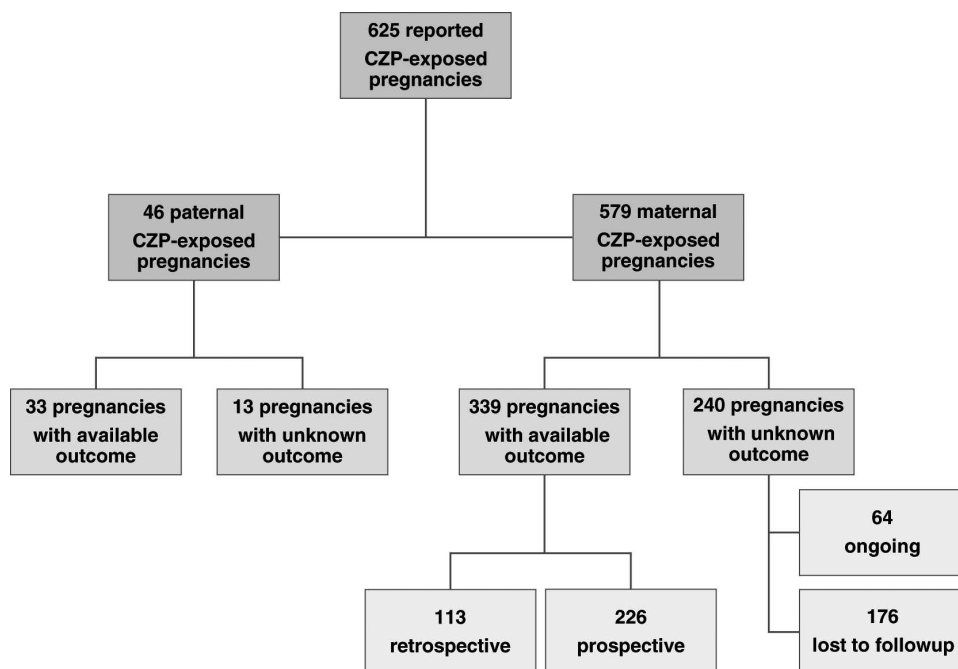 625 reported
CZP-exposed
pregnancies
46 paternal
CZP-exposed
pregnancies
579 maternal
CZP-exposed
pregnancies
33 pregnancies
with available
outcome
13 pregnancies
with unknown
outcome
339 pregnancies
with available
outcome
240 pregnancies
with unknown
outcome
64
ongoing
113
retrospective
226
prospective
176
lost to followup